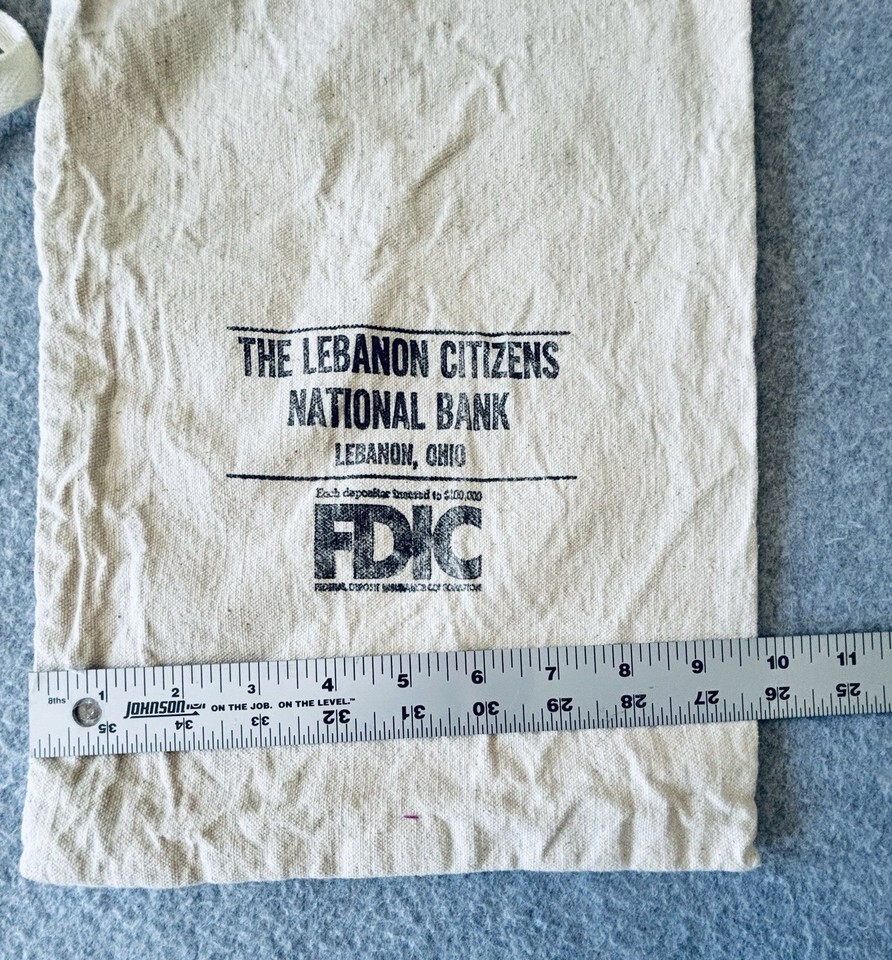 THE LEBANON CITIZENS
NATIONAL BANK
LEBANON, OHIO
Each depositor insured to $100,000
FDIC
FEDERAL DEPOSIT INSURANCE CORPORATION
1 2 3 4 5 6 7 8 9 10 11
8ths JOHNSON ON THE JOB. ON THE LEVEL.™
35 34 33 32 31 30 29 28 27 26 25